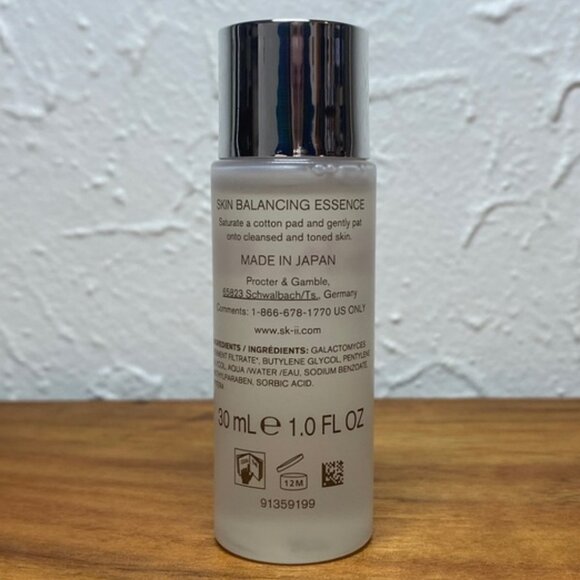 SKIN BALANCING ESSENCE
Saturate a cotton pad and gently pat
onto cleansed and toned skin.
MADE IN JAPAN
Procter & Gamble,
65823 Schwalbach/Ts., Germany
Comments: 1-866-678-1770 US ONLY
www.sk-ii.com
REDIENTS / INGRÉDIENTS: GALACTOMYCES
RMENT FILTRATE*, BUTYLENE GLYCOL, PENTYLENE
COL, AQUA /WATER /EAU, SODIUM BENZOATE,
HYLPARABEN, SORBIC ACID.
TERA
30 mL e 1.0 FL OZ
12M
91359199